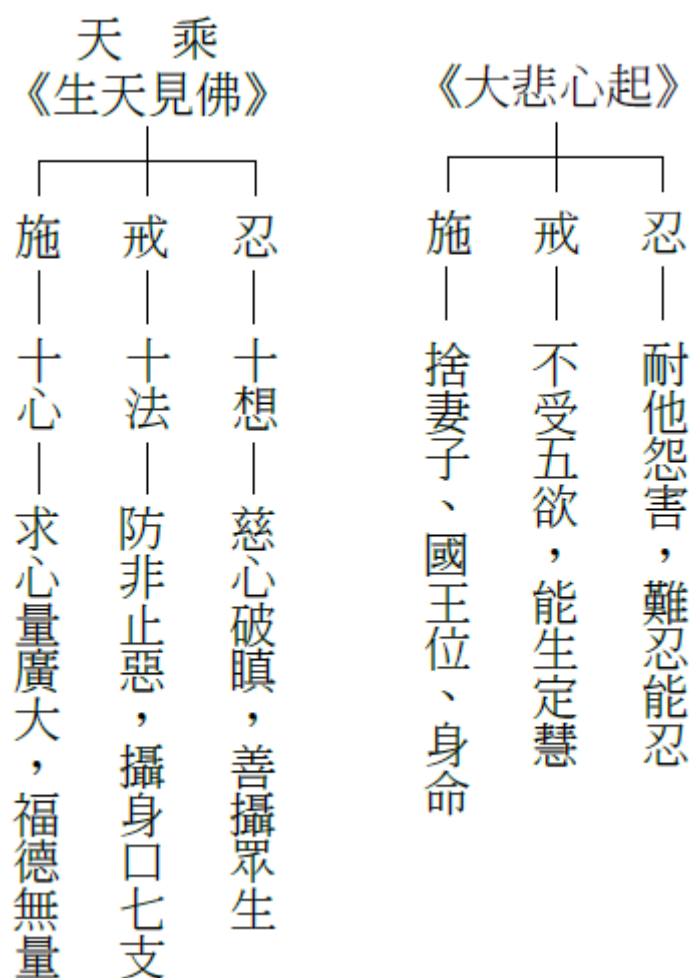 天　乘
《生天見佛》
施
十心
求心量廣大，福德無量
戒
十法
防非止惡，攝身口七支
忍
十想
慈心破瞋，善攝眾生
《大悲心起》
施
捨妻子、國王位、身命
戒
不受五欲，能生定慧
忍
耐他怨害，難忍能忍